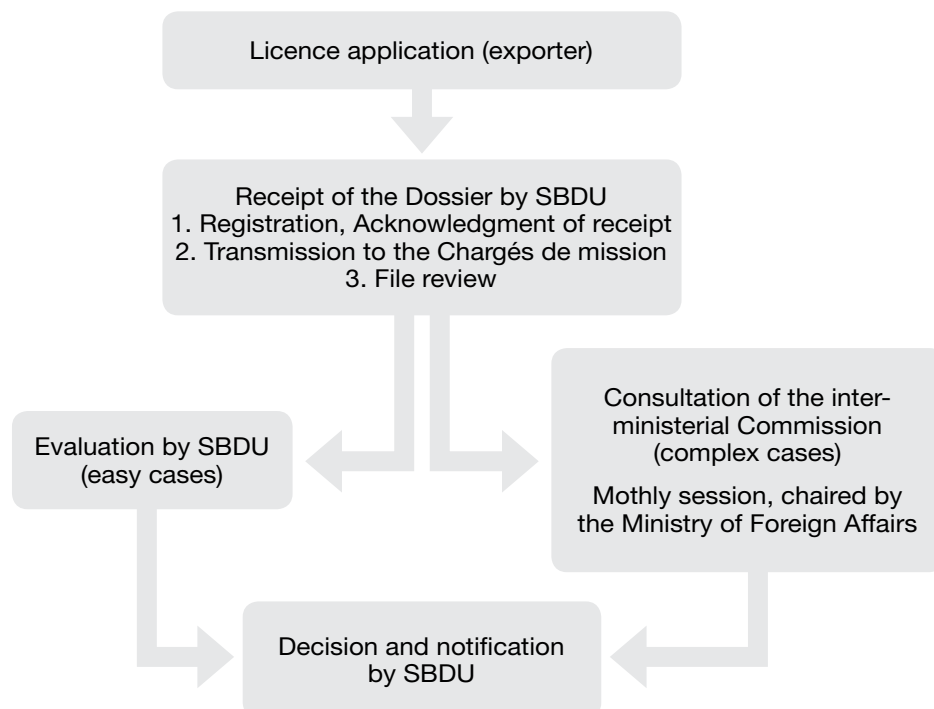 Licence application (exporter)
Receipt of the Dossier by SBDU
1. Registration, Acknowledgment of receipt
2. Transmission to the Chargés de mission
3. File review
Evaluation by SBDU
(easy cases)
Consultation of the inter-
ministerial Commission
(complex cases)
Mothly session, chaired by
the Ministry of Foreign Affairs
Decision and notification
by SBDU